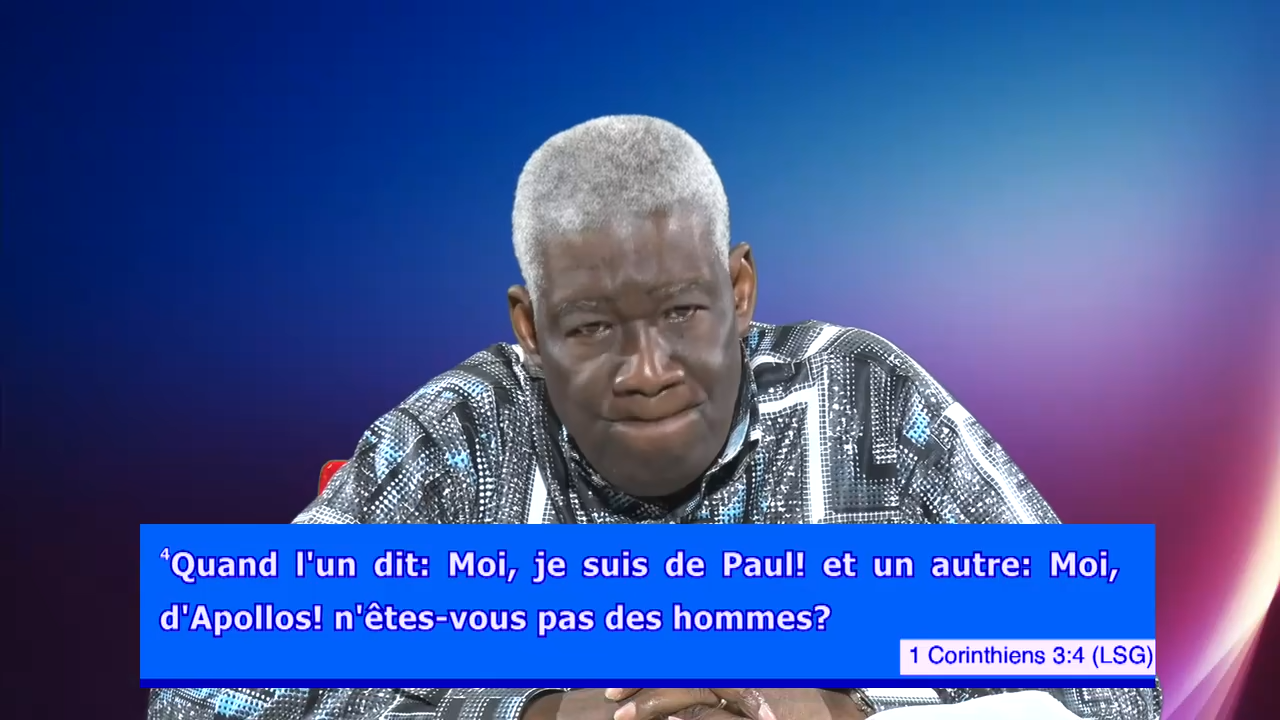 ⁴Quand l'un dit: Moi, je suis de Paul! et un autre: Moi,
d'Apollos! n'êtes-vous pas des hommes?
1 Corinthiens 3:4 (LSG)